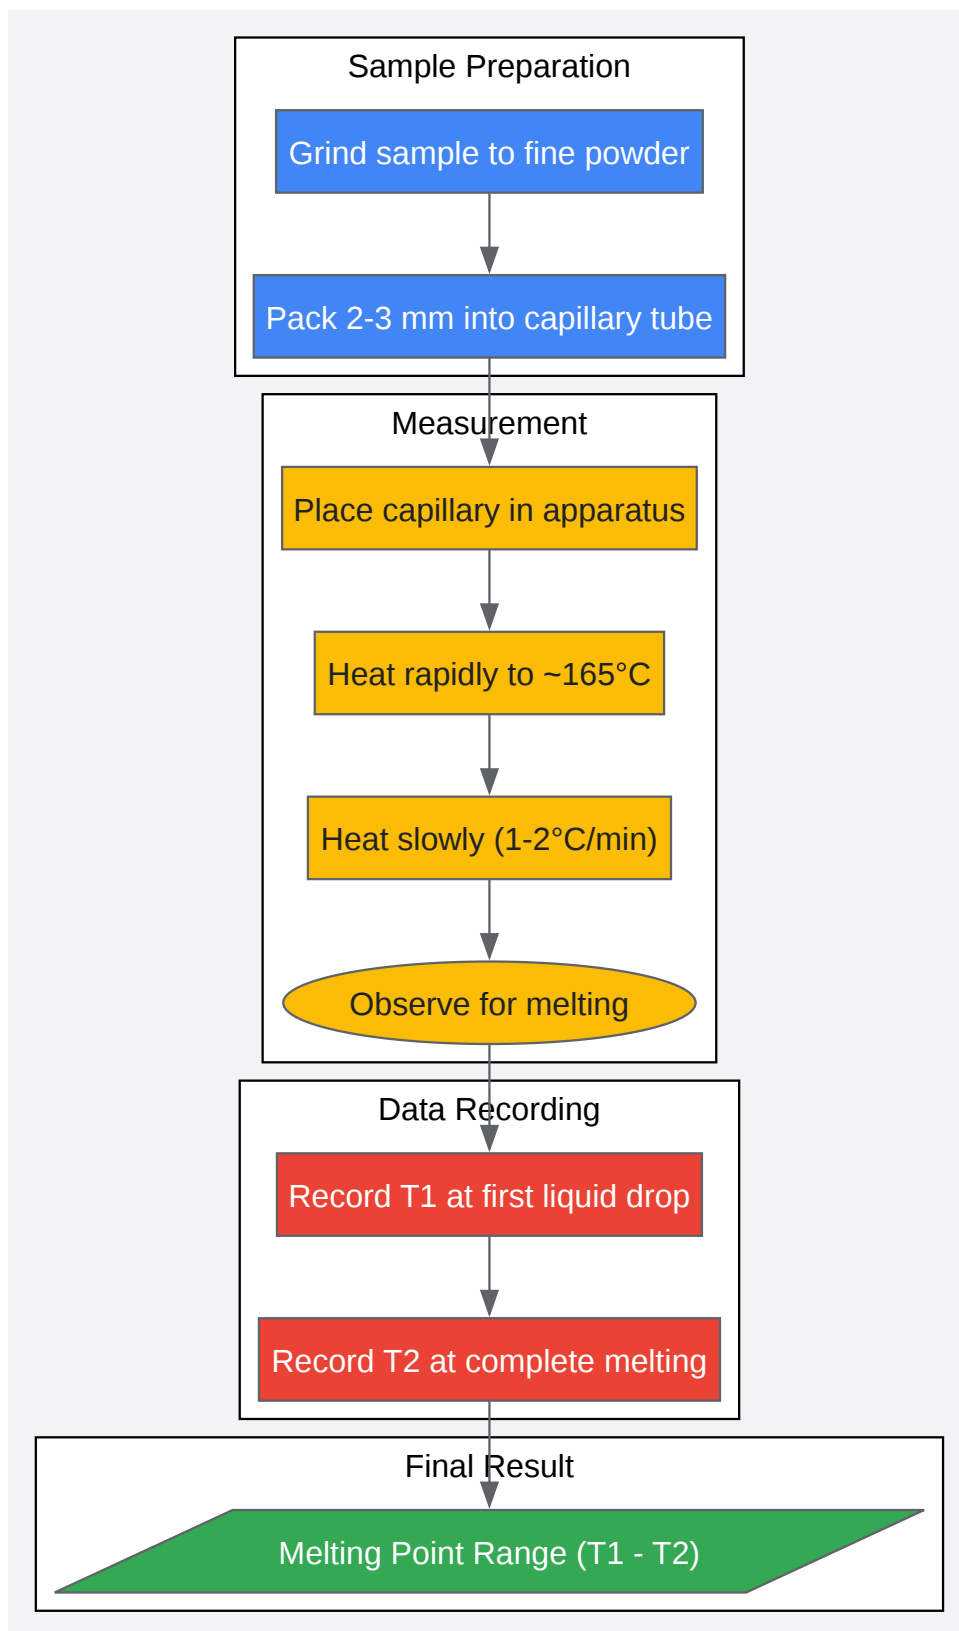 Sample Preparation
Grind sample to fine powder
Pack 2-3 mm into capillary tube
Measurement
Place capillary in apparatus
Heat rapidly to ~165°C
Heat slowly (1-2°C/min)
Observe for melting
Data Recording
Record T1 at first liquid drop
Record T2 at complete melting
Final Result
Melting Point Range (T1 - T2)